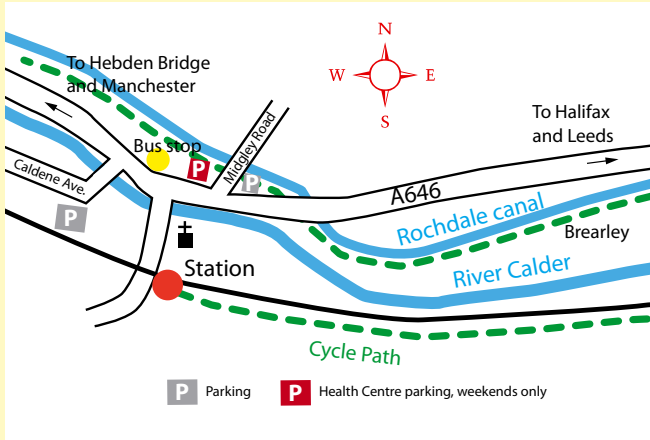 N
W E
S
To Hebden Bridge
and Manchester
To Halifax
and Leeds
Bus stop
P
Midgley Road
P
Caldene Ave.
P
A646
Rochdale canal
Brearley
River Calder
Station
Cycle Path
P Parking
P Health Centre parking, weekends only